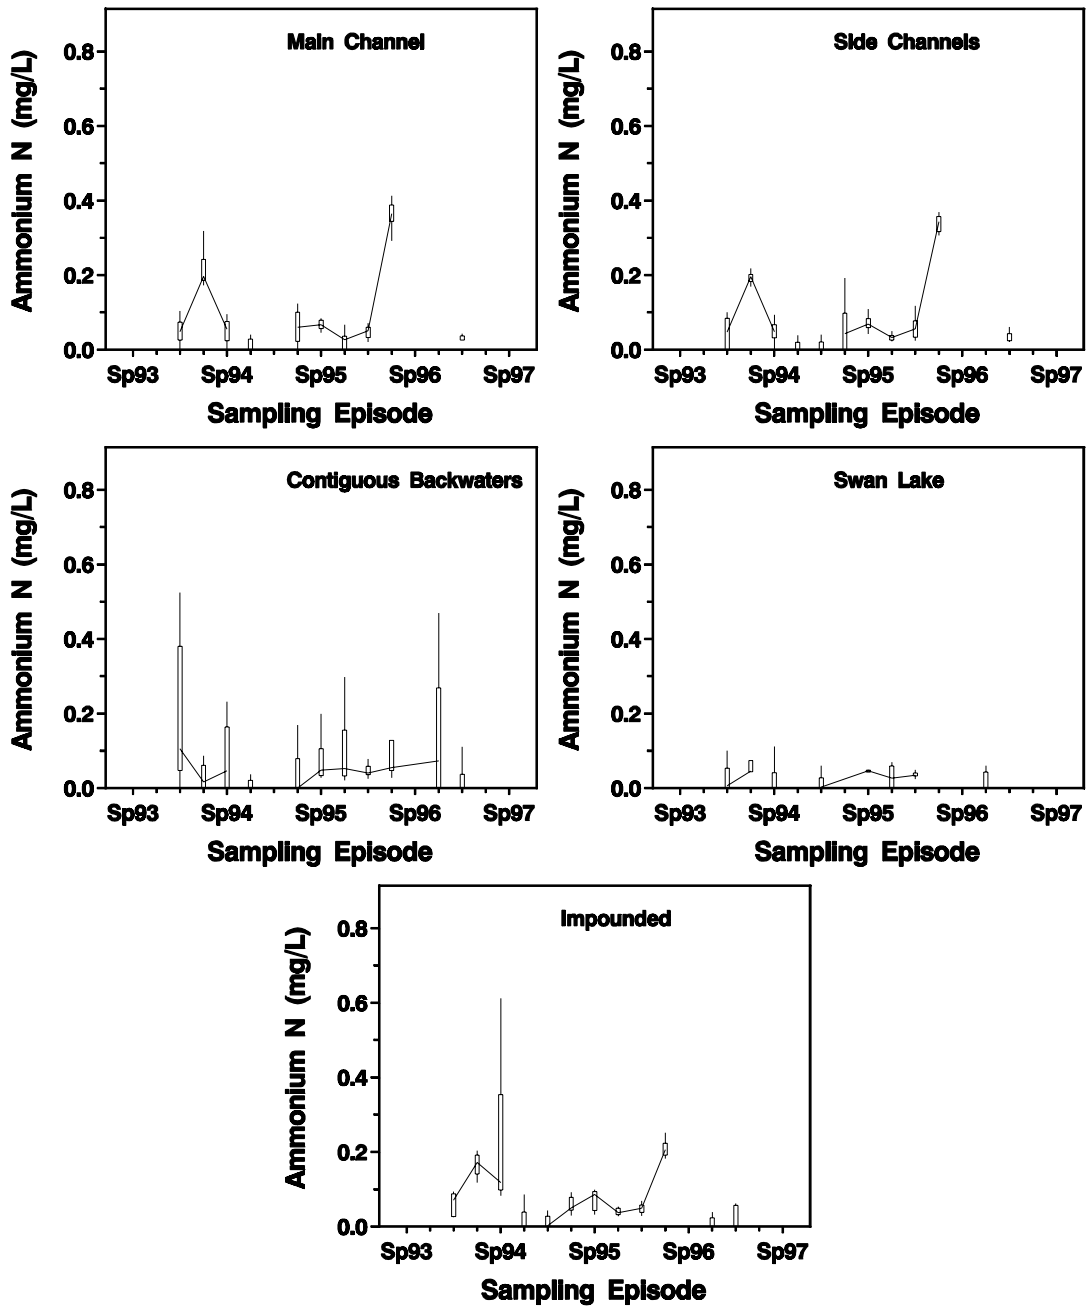 Main Channel
Ammonium N (mg/L)
0.8
0.6
0.4
0.2
0.0
Sp93 Sp94 Sp95 Sp96 Sp97
Sampling Episode
Side Channels
Ammonium N (mg/L)
0.8
0.6
0.4
0.2
0.0
Sp93 Sp94 Sp95 Sp96 Sp97
Sampling Episode
Contiguous Backwaters
Ammonium N (mg/L)
0.8
0.6
0.4
0.2
0.0
Sp93 Sp94 Sp95 Sp96 Sp97
Sampling Episode
Swan Lake
Ammonium N (mg/L)
0.8
0.6
0.4
0.2
0.0
Sp93 Sp94 Sp95 Sp96 Sp97
Sampling Episode
Impounded
Ammonium N (mg/L)
0.8
0.6
0.4
0.2
0.0
Sp93 Sp94 Sp95 Sp96 Sp97
Sampling Episode